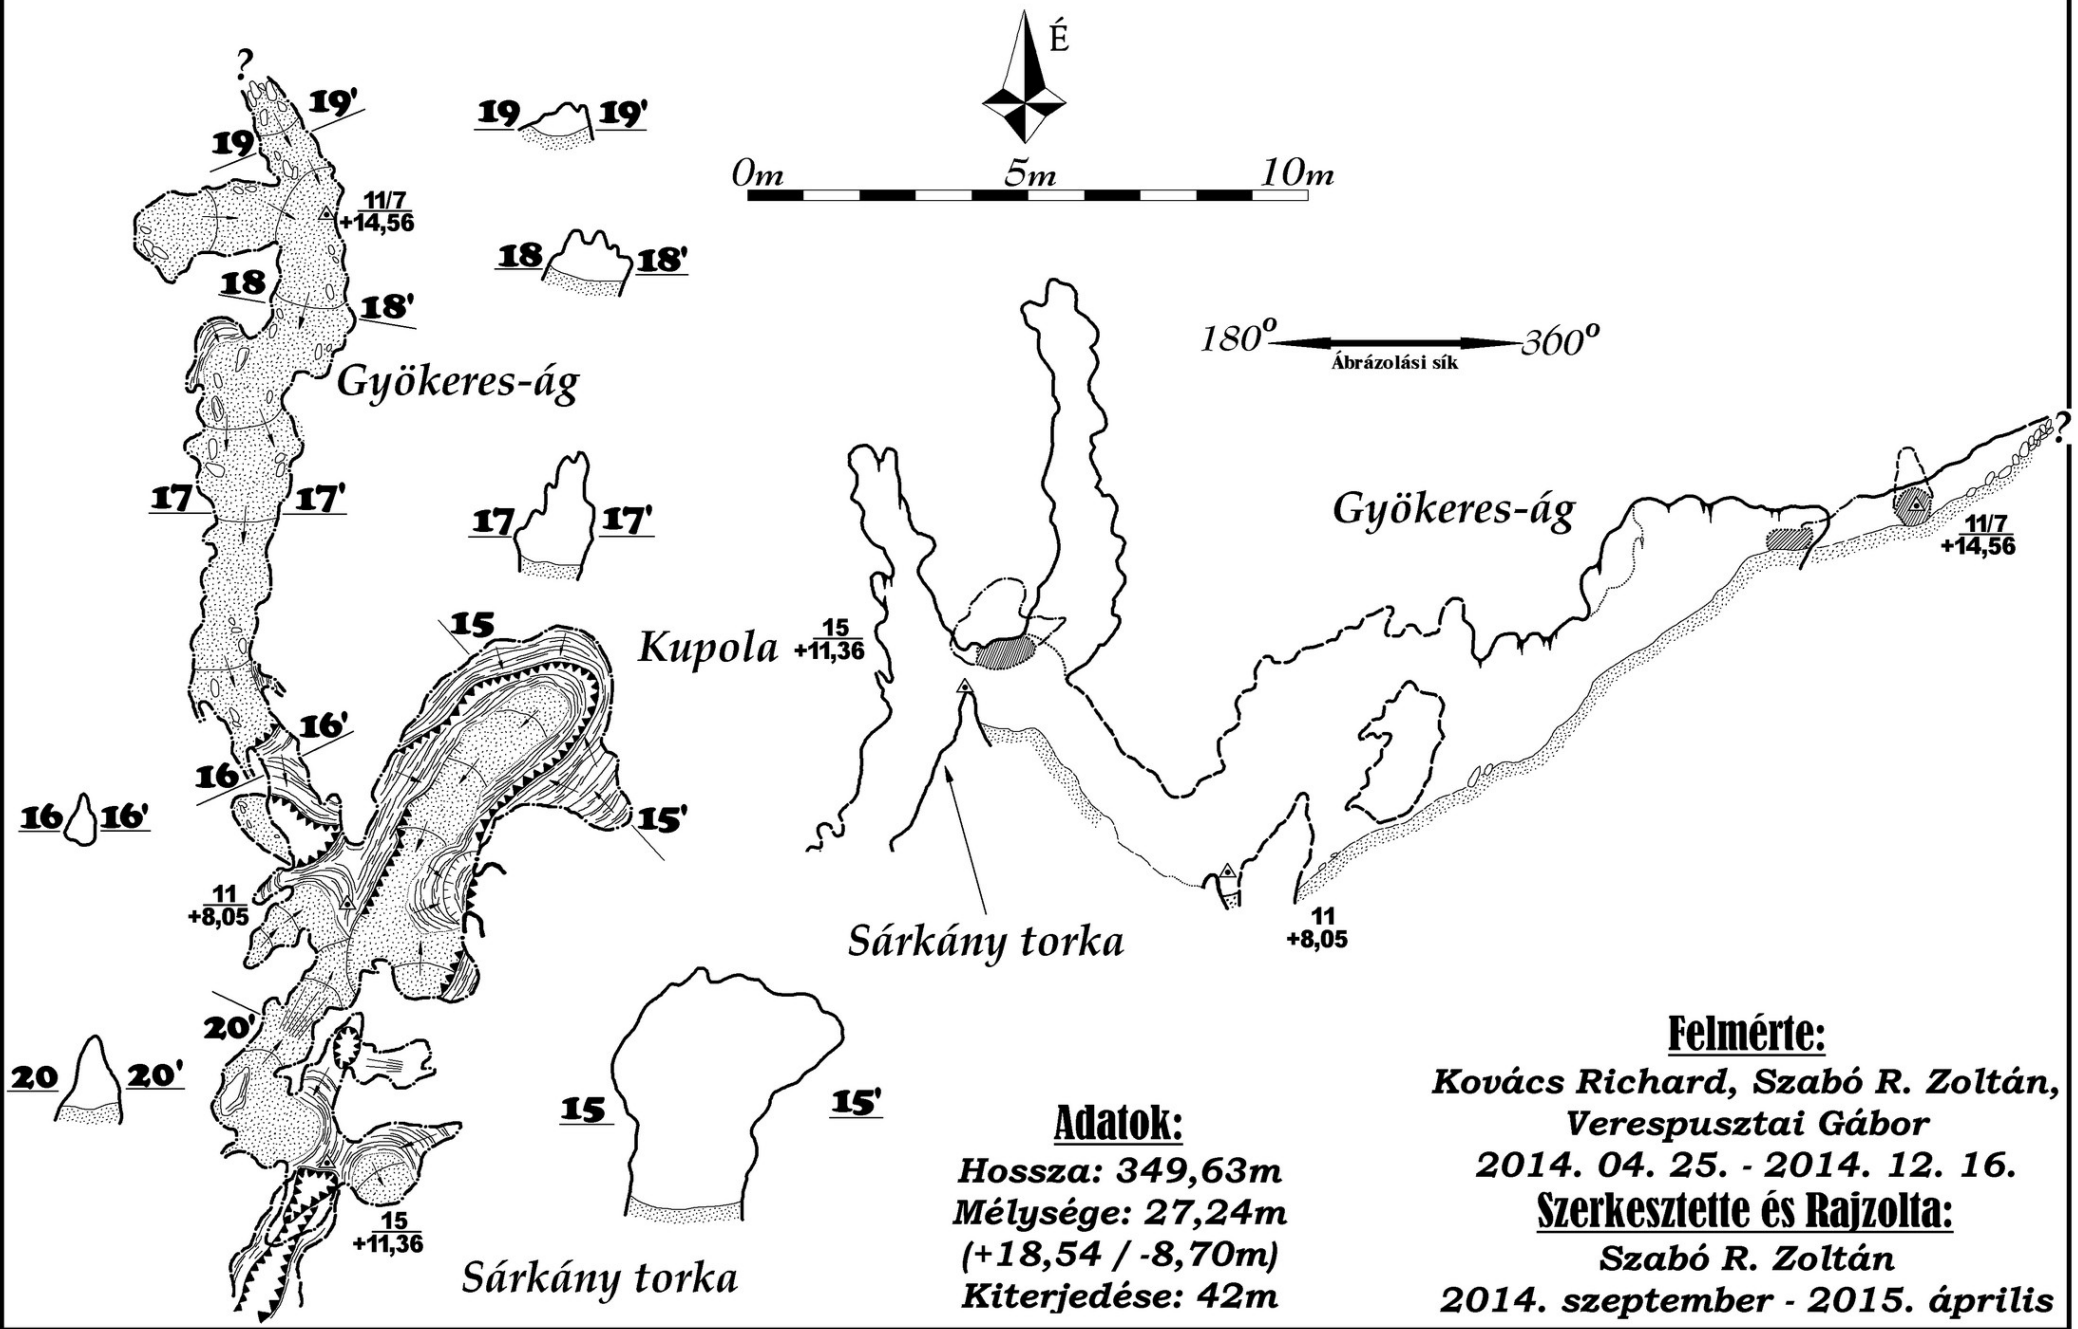 ?
É
19'
19
19
19'
0m
5m
10m
11/7
+14,56
18
18'
18
18'
180º
360º
Ábrázolási sík
Gyökeres-ág
?
17
17'
17
17'
Gyökeres-ág
11/7
+14,56
15
Kupola
15
+11,36
16'
16
16
16'
15'
11
+8,05
11
+8,05
Sárkány torka
20'
20
20'
15
15'
15
+11,36
Sárkány torka
Adatok:
Hossza: 349,63m
Mélysége: 27,24m
(+18,54 / -8,70m)
Kiterjedése: 42m
Felmérte:
Kovács Richard, Szabó R. Zoltán,
Verespusztai Gábor
2014. 04. 25. - 2014. 12. 16.
Szerkesztette és Rajzolta:
Szabó R. Zoltán
2014. szeptember - 2015. április